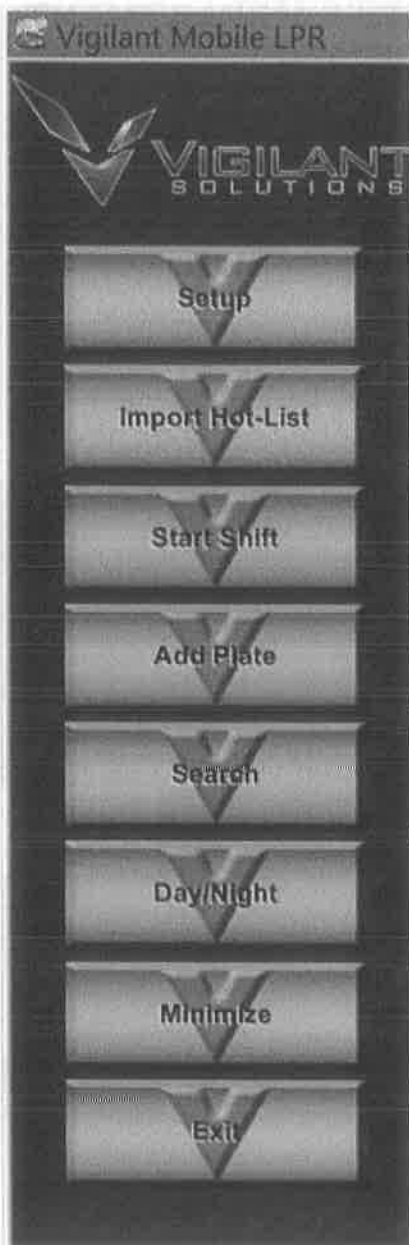 Vigilant Mobile LPR
VIGILANT
SOLUTIONS
Setup
Import Hot-List
Start Shift
Add Plate
Search
Day/Night
Minimize
Exit